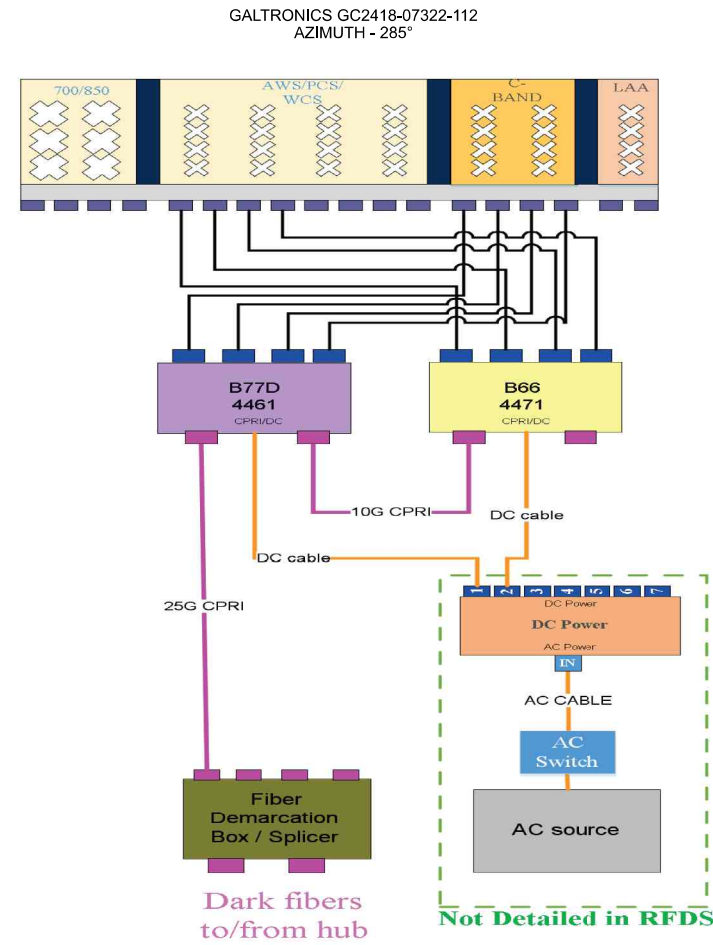 GALTRONICS GC2418-07322-112
AZIMUTH - 285°
700/850
AWS/PCS/
WCS
C-
BAND
LAA
B77D
4461
CPRI/DC
B66
4471
CPRI/DC
10G CPRI
DC cable
DC cable
25G CPRI
1 2 3 4 5 6 7
DC Power
DC Power
AC Power
IN
AC CABLE
AC
Switch
AC source
Fiber
Demarcation
Box / Splicer
Dark fibers
to/from hub
Not Detailed in RFDS